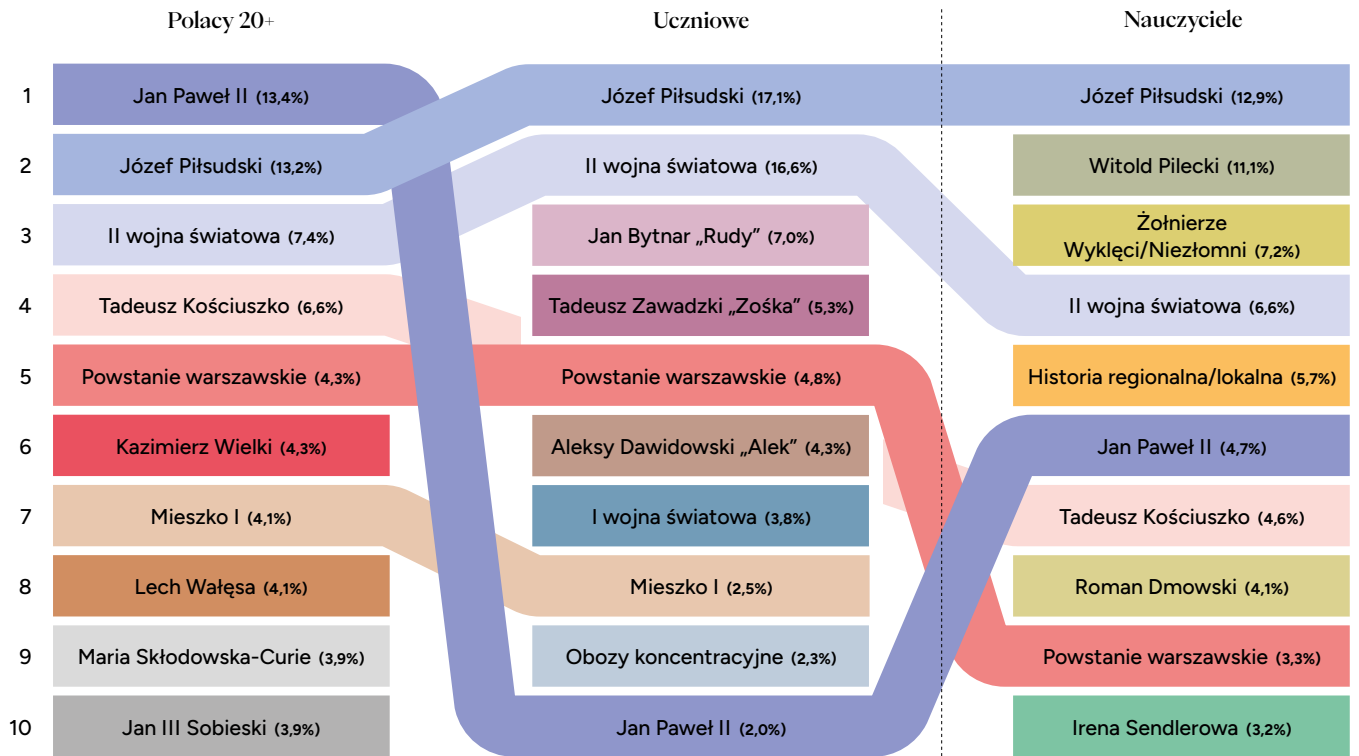 Polacy 20+
Uczniowe
Nauczyciele
1
Jan Paweł II (13,4%)
Józef Piłsudski (17,1%)
Józef Piłsudski (12,9%)
2
Józef Piłsudski (13,2%)
II wojna światowa (16,6%)
Witold Pilecki (11,1%)
3
II wojna światowa (7,4%)
Jan Bytnar „Rudy” (7,0%)
Żołnierze
Wyklęci/Niezłomni (7,2%)
4
Tadeusz Kościuszko (6,6%)
Tadeusz Zawadzki „Zośka” (5,3%)
II wojna światowa (6,6%)
5
Powstanie warszawskie (4,3%)
Powstanie warszawskie (4,8%)
Historia regionalna/lokalna (5,7%)
6
Kazimierz Wielki (4,3%)
Aleksy Dawidowski „Alek” (4,3%)
Jan Paweł II (4,7%)
7
Mieszko I (4,1%)
I wojna światowa (3,8%)
Tadeusz Kościuszko (4,6%)
8
Lech Wałęsa (4,1%)
Mieszko I (2,5%)
Roman Dmowski (4,1%)
9
Maria Skłodowska-Curie (3,9%)
Obozy koncentracyjne (2,3%)
Powstanie warszawskie (3,3%)
10
Jan III Sobieski (3,9%)
Jan Paweł II (2,0%)
Irena Sendlerowa (3,2%)